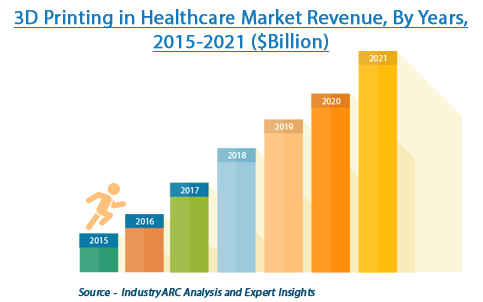 3D Printing in Healthcare Market Revenue, By Years,
2015-2021 ($Billion)
2021
2020
2019
2018
2017
2016
2015
Source - IndustryARC Analysis and Expert Insights